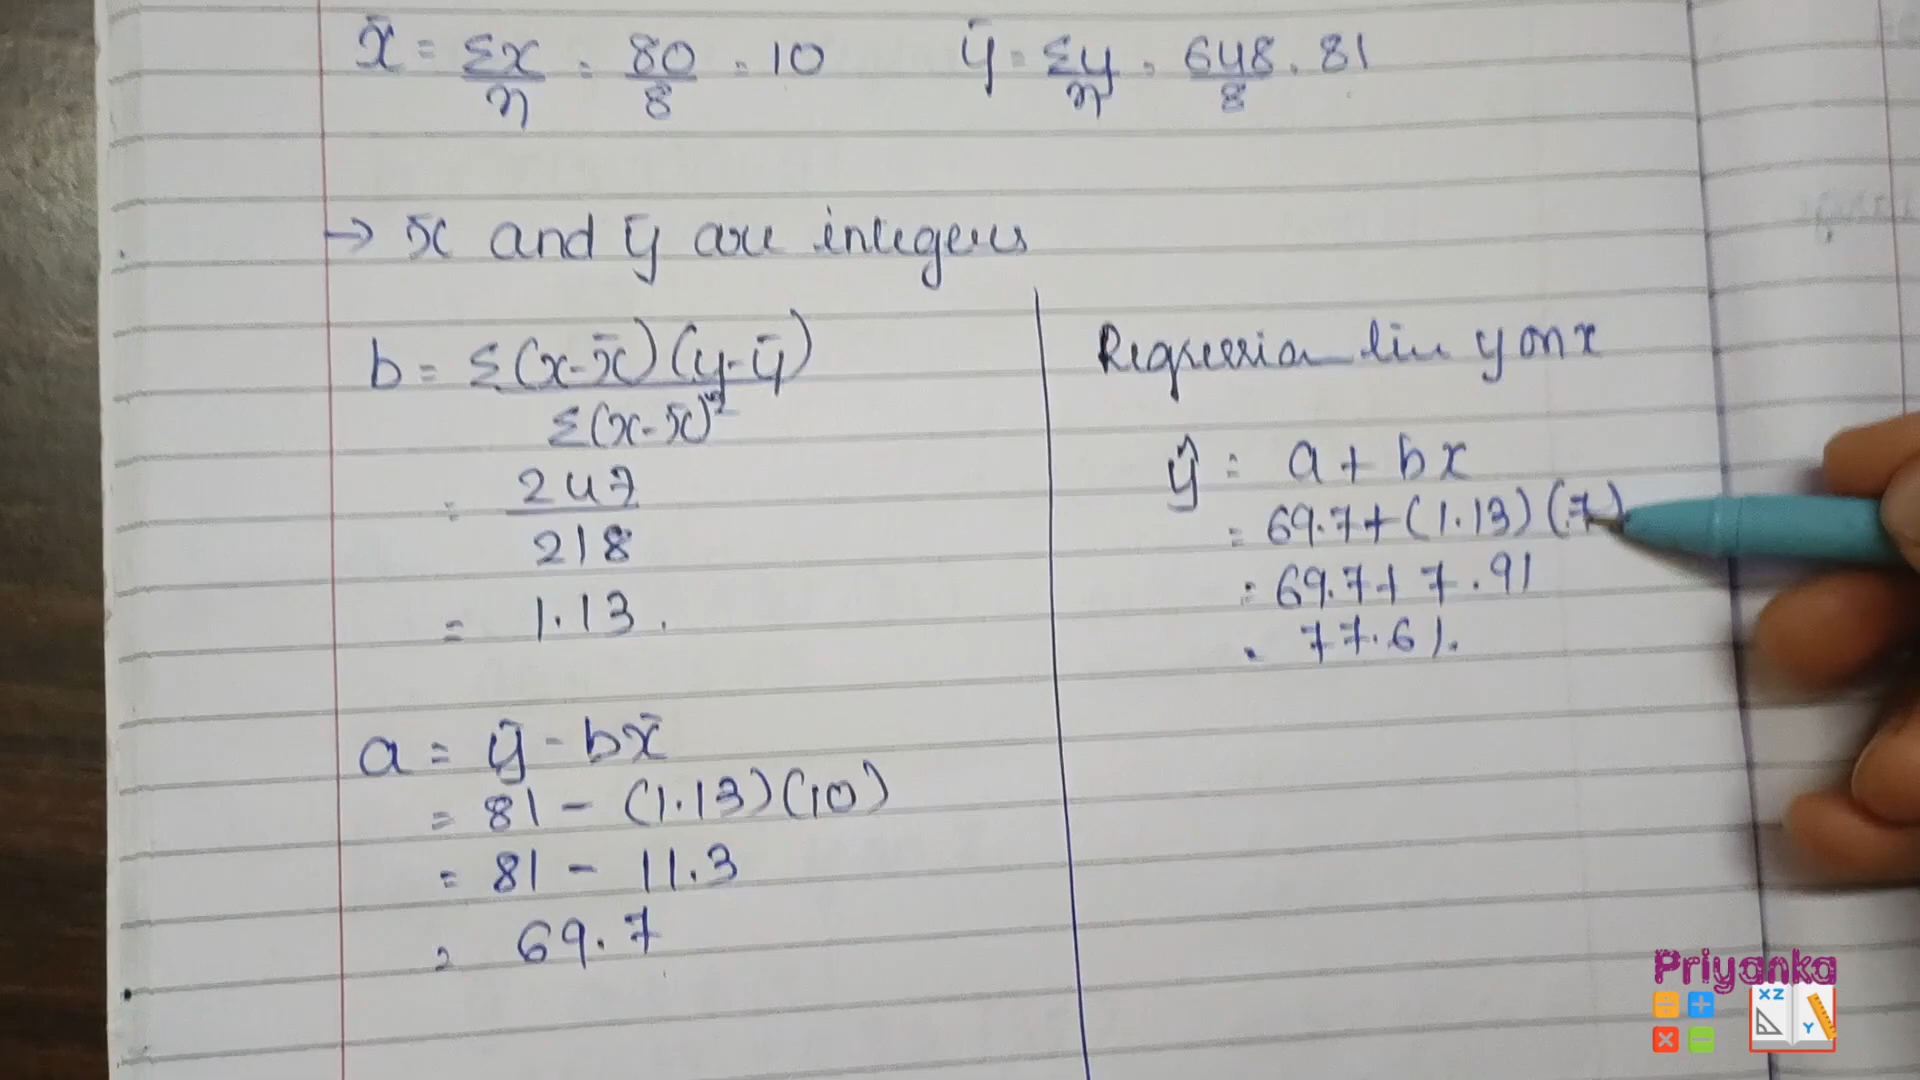 x̄ = Σx/n = 80/8 = 10    ȳ = Σy/n = 648/8 = 81
→ x̄ and ȳ are integers
b = Σ(x-x̄)(y-ȳ)/Σ(x-x̄)²
= 247/218
= 1.13.
a = ȳ - bx̄
= 81 - (1.13)(10)
= 81 - 11.3
= 69.7
Regression line y on x
ŷ = a + bx
= 69.7+(1.13)(7)
= 69.7+7.91
= 77.61.
Priyanka
XZ
Y